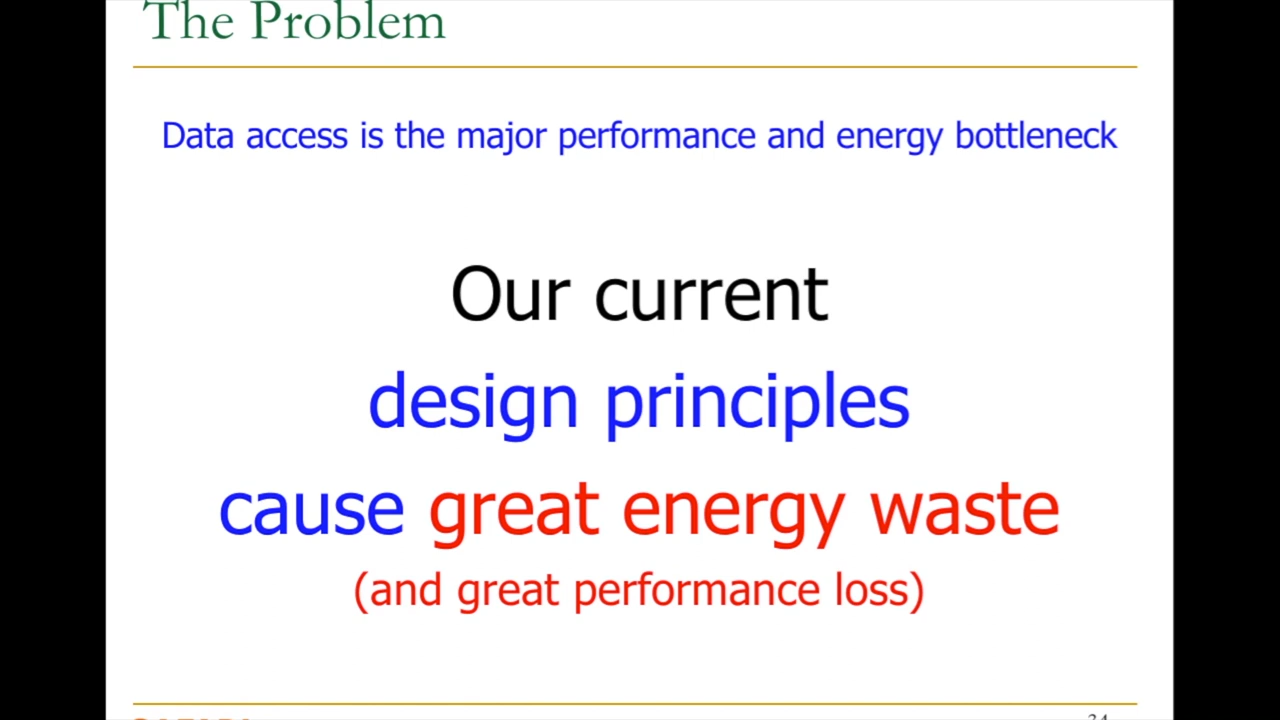 The Problem
Data access is the major performance and energy bottleneck
Our current
design principles
cause great energy waste
(and great performance loss)